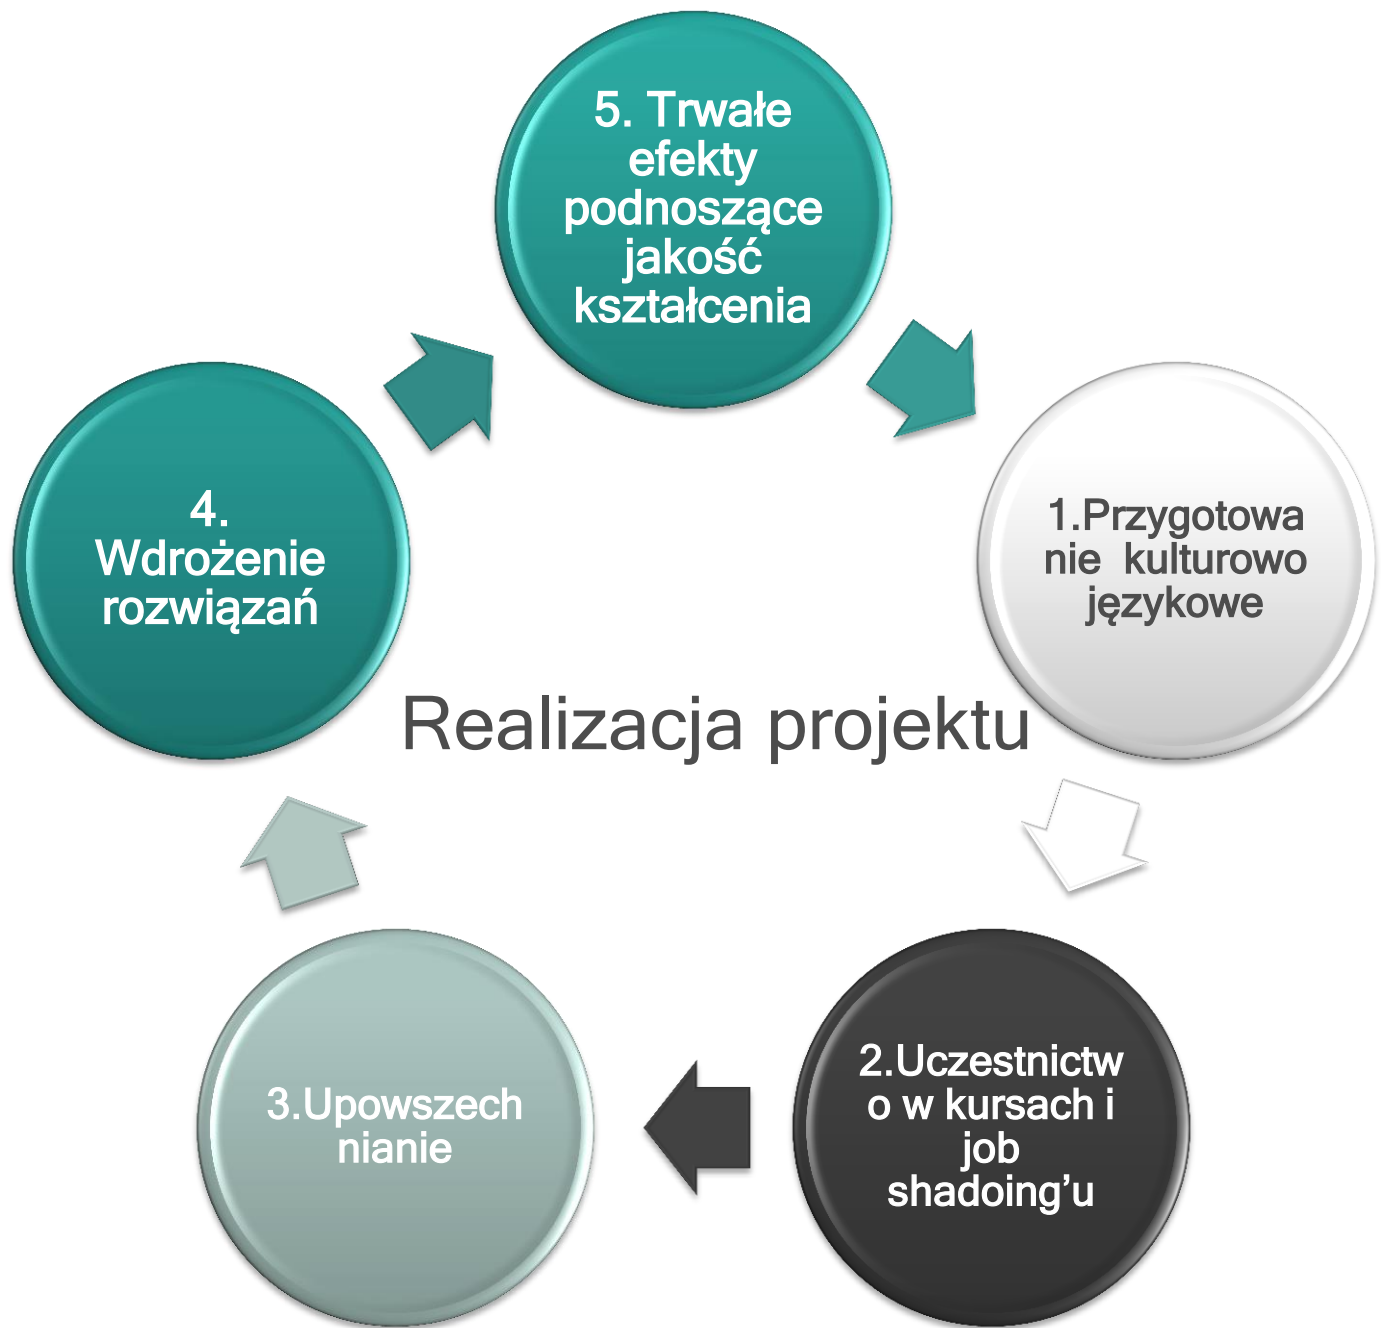 5. Trwałe
efekty
podnoszące
jakość
kształcenia
1.Przygotowa
nie kulturowo
językowe
2.Uczestnictw
o w kursach i
job
shadoing’u
3.Upowszech
nianie
4.
Wdrożenie
rozwiązań
Realizacja projektu